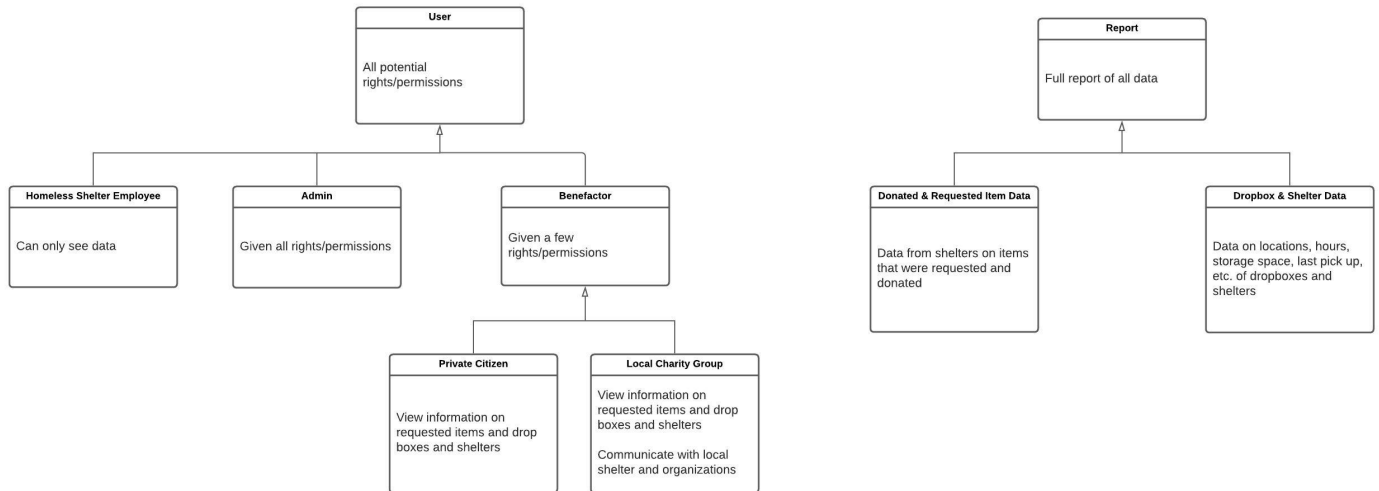 User
All potential
rights/permissions
Report
Full report of all data
Homeless Shelter Employee
Can only see data
Admin
Given all rights/permissions
Benefactor
Given a few
rights/permissions
Donated & Requested Item Data
Data from shelters on items
that were requested and
donated
Dropbox & Shelter Data
Data on locations, hours,
storage space, last pick up,
etc. of dropboxes and
shelters
Private Citizen
View information on
requested items and drop
boxes and shelters
Local Charity Group
View information on
requested items and drop
boxes and shelters
Communicate with local
shelter and organizations